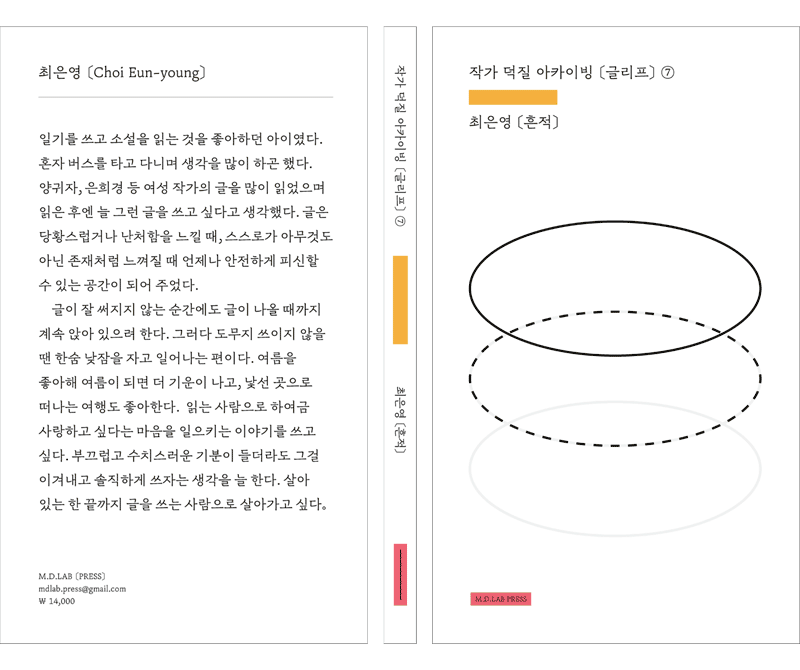 최은영 〔Choi Eun-young〕
일기를 쓰고 소설을 읽는 것을 좋아하던 아이였다.
혼자 버스를 타고 다니며 생각을 많이 하곤 했다.
양귀자, 은희경 등 여성 작가의 글을 많이 읽었으며
읽은 후엔 늘 그런 글을 쓰고 싶다고 생각했다. 글은
당황스럽거나 난처함을 느낄 때, 스스로가 아무것도
아닌 존재처럼 느껴질 때 언제나 안전하게 피신할
수 있는 공간이 되어 주었다.
글이 잘 써지지 않는 순간에도 글이 나올 때까지
계속 앉아 있으려 한다. 그러다 도무지 쓰이지 않을
땐 한숨 낮잠을 자고 일어나는 편이다. 여름을
좋아해 여름이 되면 더 기운이 나고, 낯선 곳으로
떠나는 여행도 좋아한다. 읽는 사람으로 하여금
사랑하고 싶다는 마음을 일으키는 이야기를 쓰고
싶다. 부끄럽고 수치스러운 기분이 들더라도 그걸
이겨내고 솔직하게 쓰자는 생각을 늘 한다. 살아
있는 한 끝까지 글을 쓰는 사람으로 살아가고 싶다.
M.D.LAB 〔PRESS〕
mdlab.press@gmail.com
₩ 14,000
작가 덕질 아카이빙 〔글리프〕 ⑦
최은영 〔흔적〕
작가 덕질 아카이빙 〔글리프〕 ⑦
최은영 〔흔적〕
M.D.LAB PRESS